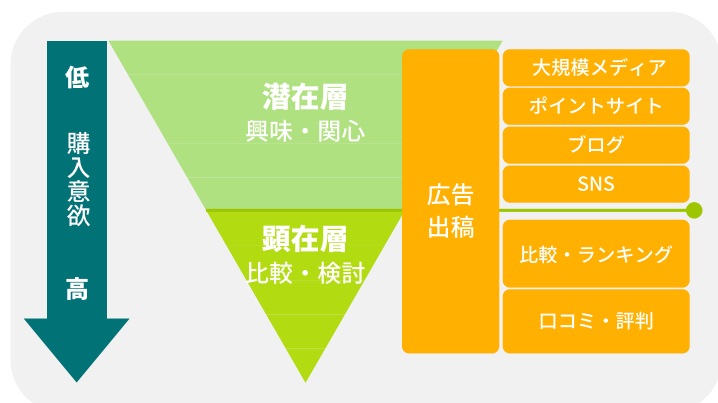 低
購入意欲
高
潜在層
興味・関心
顕在層
比較・検討
広告
出稿
大規模メディア
ポイントサイト
ブログ
SNS
比較・ランキング
口コミ・評判